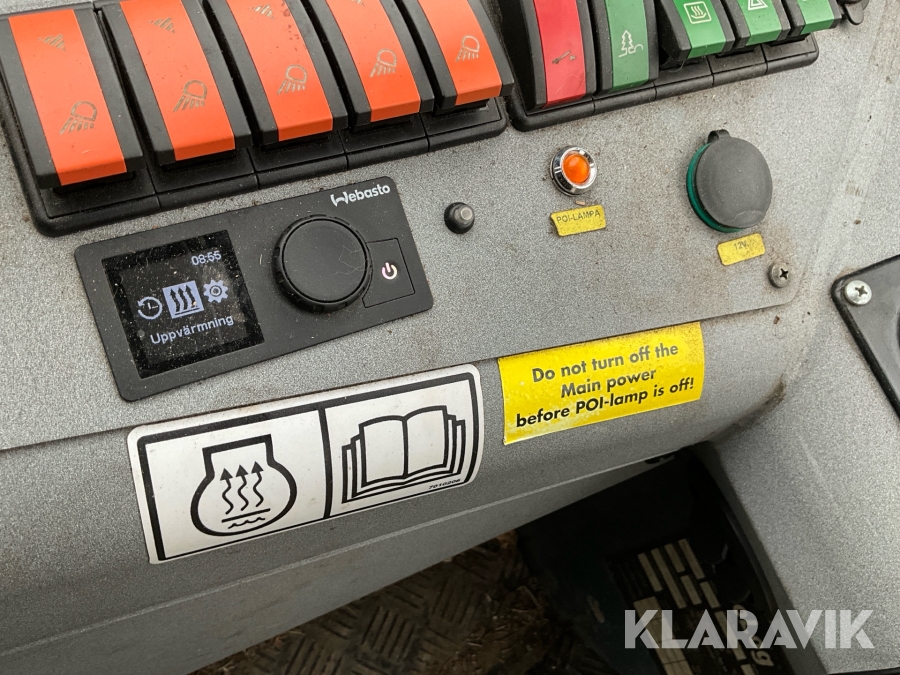 Webasto
08:55
Uppvärmning
POI-LAMPA
12V.
Do not turn off the
Main power
before POI-lamp is off!
7010206
KLARAVIK